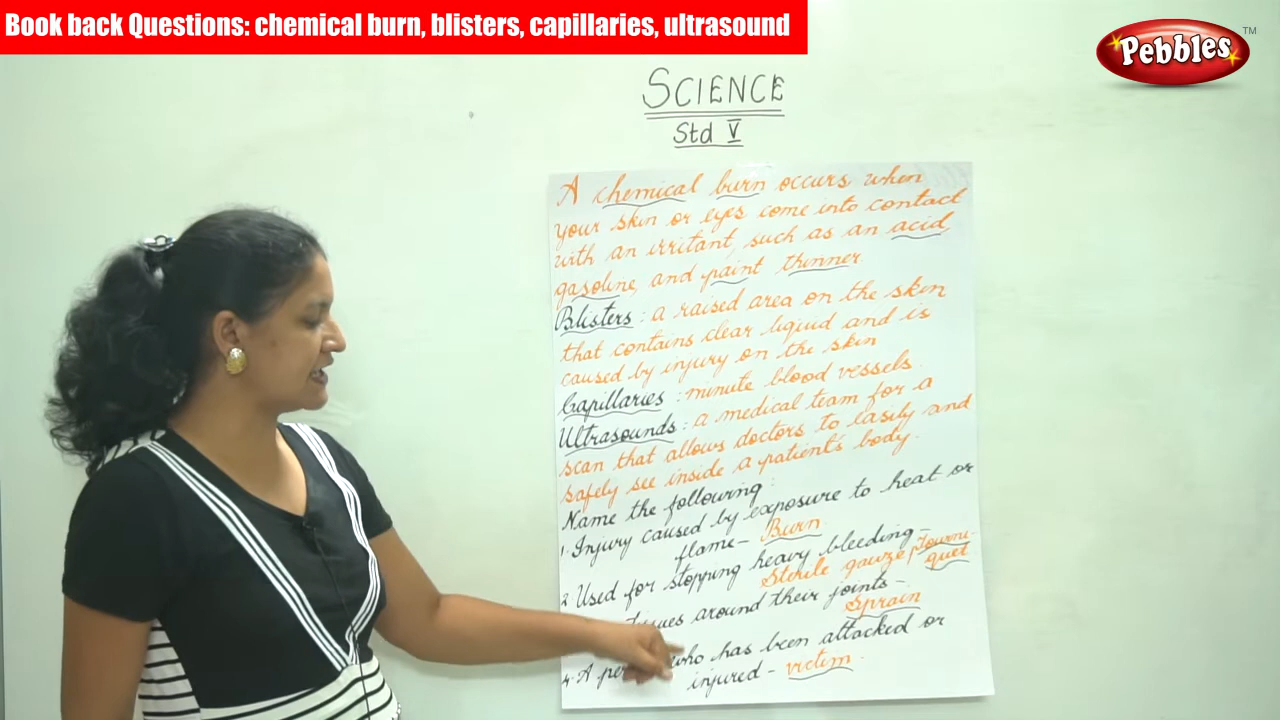 Book back Questions: chemical burn, blisters, capillaries, ultrasound
Pebbles TM
SCIENCE
Std V
A chemical burn occurs when
your skin or eyes come into contact
with an irritant, such as an acid,
gasoline, and paint thinner
Blisters : a raised area on the skin
that contains clear liquid and is
caused by injury on the skin
Capillaries : minute blood vessels.
Ultrasounds : a medical team for a
scan that allows doctors to easily and
safely see inside a patient's body.
Name the following :
1. Injury caused by exposure to heat or
flame - Burn.
2. Used for stopping heavy bleeding -
Sterile gauze / Tourni-
quet
around their joints -
Sprain
4. A who has been attacked or
injured - victim.